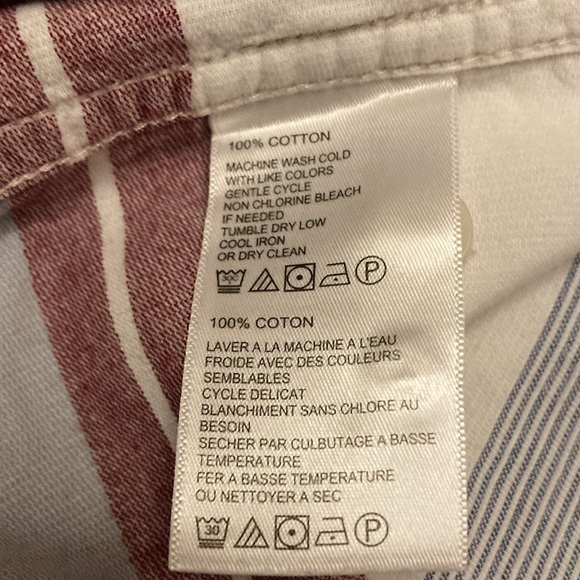 100% COTTON
MACHINE WASH COLD
WITH LIKE COLORS
GENTLE CYCLE
NON CHLORINE BLEACH
IF NEEDED
TUMBLE DRY LOW
COOL IRON
OR DRY CLEAN
30C P
100% COTON
LAVER A LA MACHINE A L'EAU
FROIDE AVEC DES COULEURS
SEMBLABLES
CYCLE DELICAT
BLANCHIMENT SANS CHLORE AU
BESOIN
SECHER PAR CULBUTAGE A BASSE
TEMPERATURE
FER A BASSE TEMPERATURE
OU NETTOYER A SEC
30 P